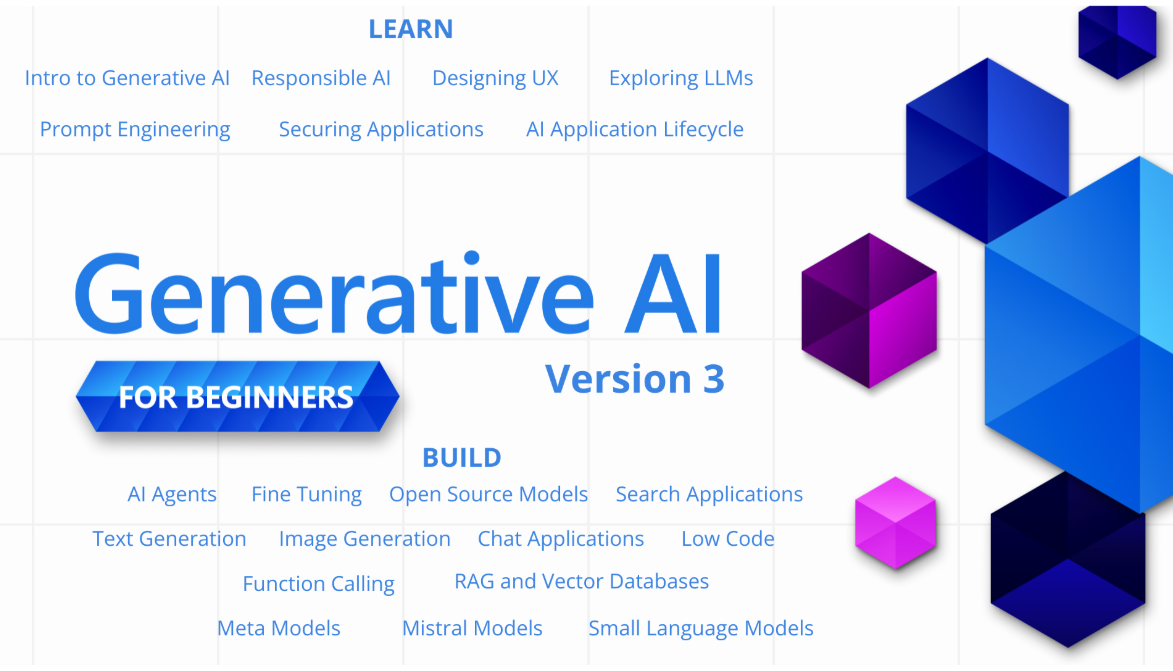 LEARN
Intro to Generative AI Responsible AI Designing UX Exploring LLMs
Prompt Engineering Securing Applications AI Application Lifecycle
Generative AI
FOR BEGINNERS
Version 3
BUILD
AI Agents Fine Tuning Open Source Models Search Applications
Text Generation Image Generation Chat Applications Low Code
Function Calling RAG and Vector Databases
Meta Models Mistral Models Small Language Models